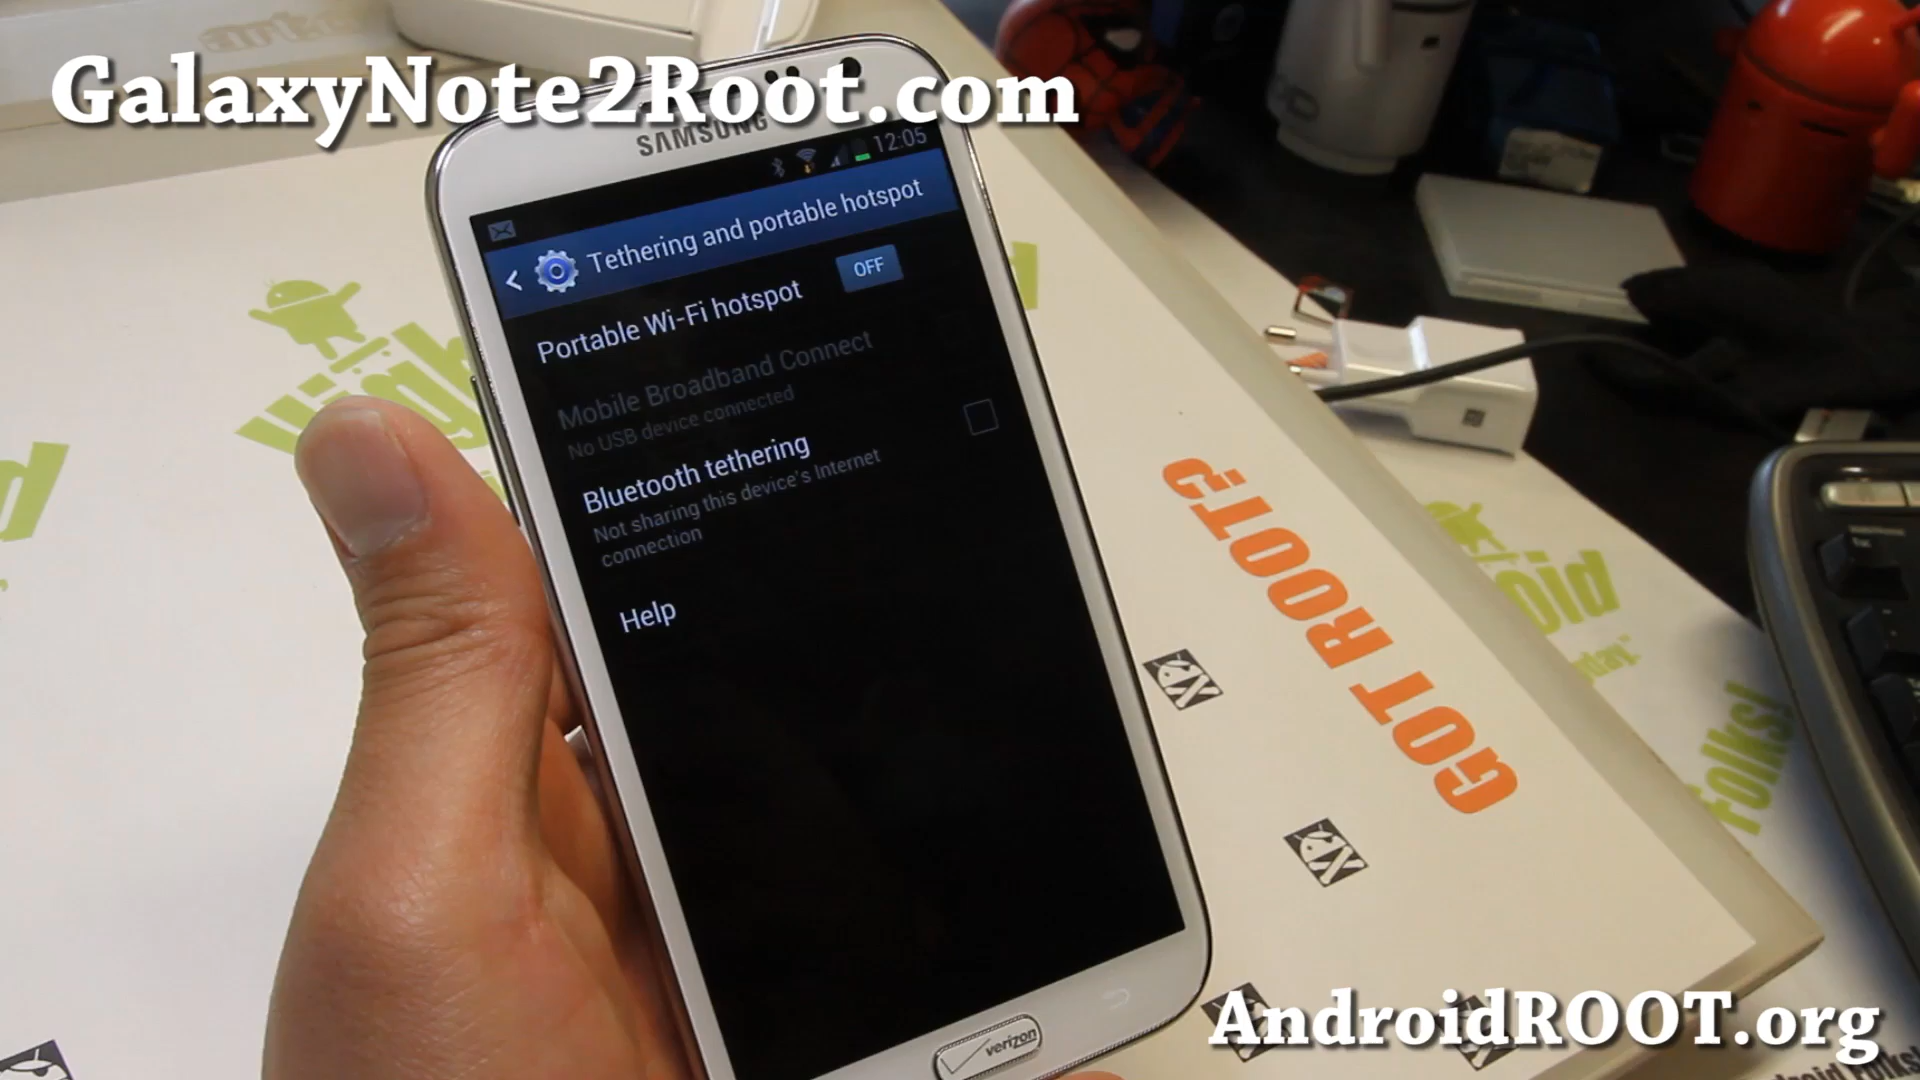 GalaxyNote2Root.com
SAMSUNG
12:05
Tethering and portable hotspot
Portable Wi-Fi hotspot
OFF
Mobile Broadband Connect
No USB device connected
Bluetooth tethering
Not sharing this device's Internet
connection
Help
verizon
GOT ROOT?
folks!
AndroidROOT.org